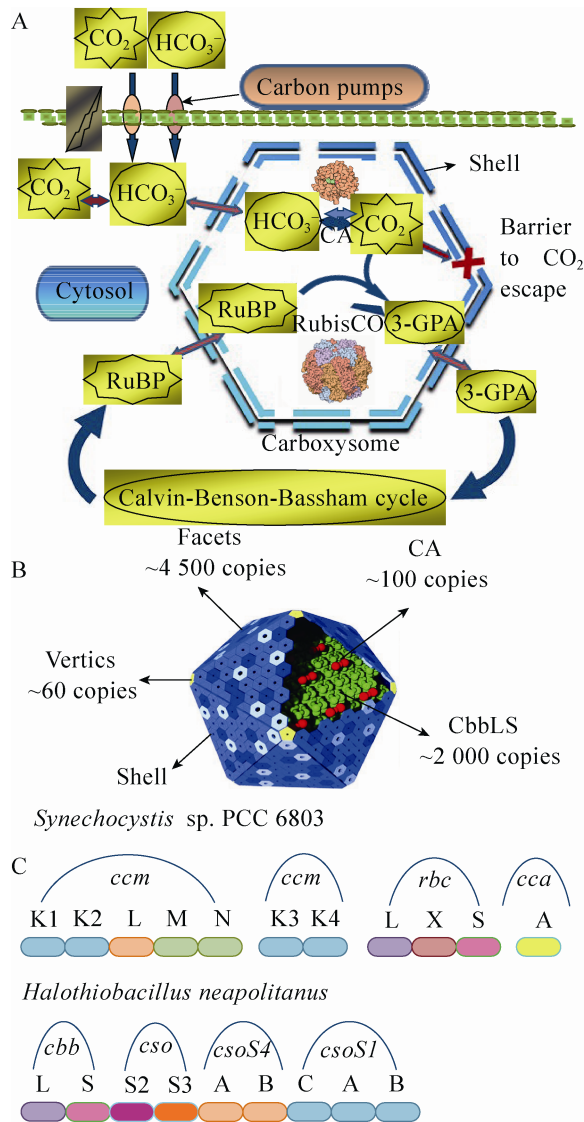 A
CO₂ HCO₃⁻
Carbon pumps
Shell
CO₂ HCO₃⁻ HCO₃⁻ CO₂
CA
Barrier
to CO₂
escape
Cytosol
RuBP
RubisCO 3-GPA
RuBP
3-GPA
Carboxysome
Calvin-Benson-Bassham cycle
B
Facets
~4 500 copies
CA
~100 copies
Vertics
~60 copies
CbbLS
~2 000 copies
Shell
Synechocystis sp. PCC 6803
C
ccm ccm rbc cca
K1 K2 L M N K3 K4 L X S A
Halothiobacillus neapolitanus
cbb cso csoS4 csoS1
L S S2 S3 A B C A B